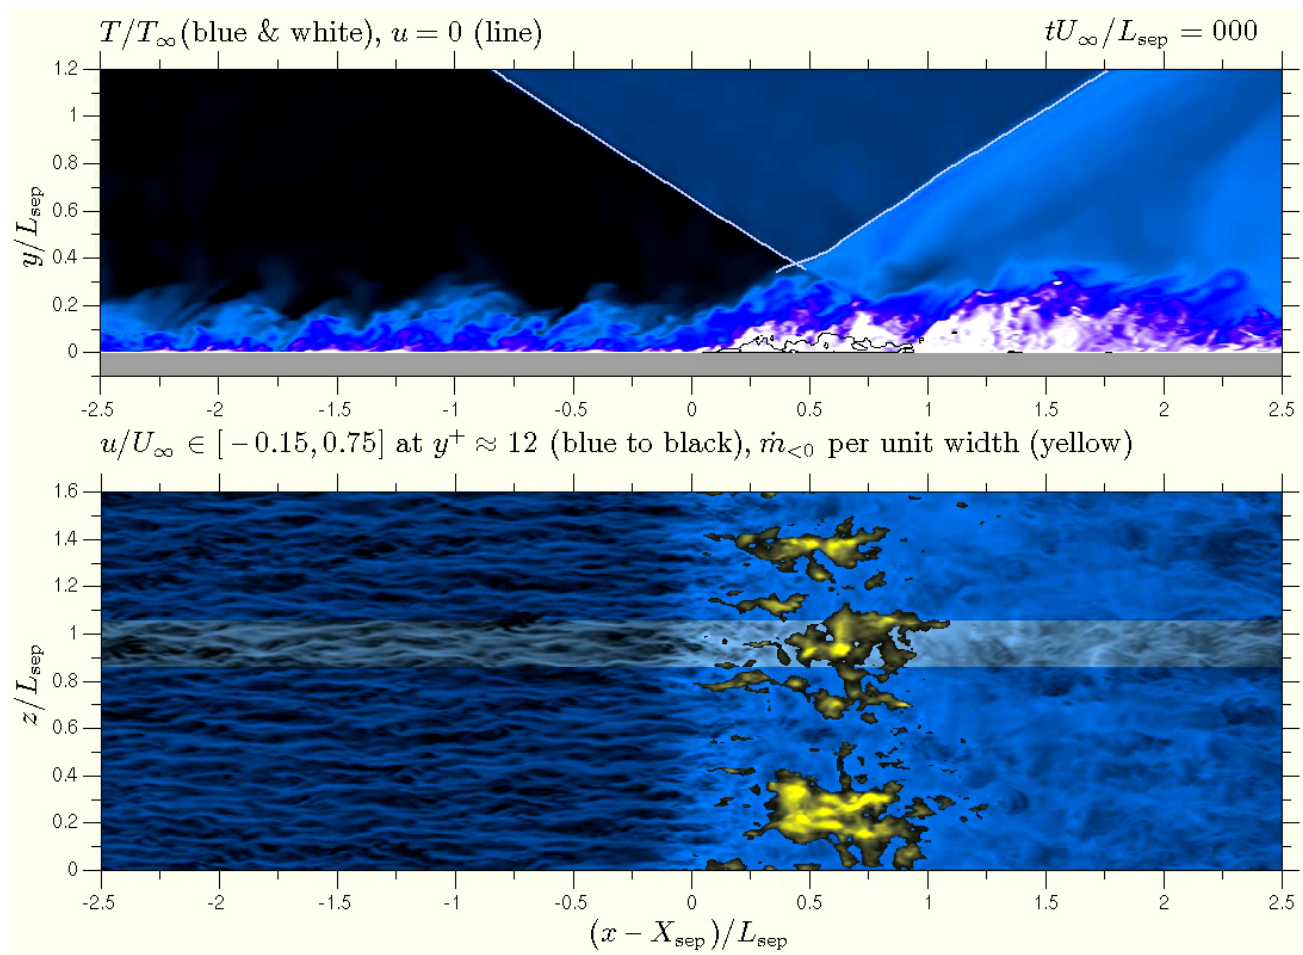 T/T∞(blue & white), u = 0 (line) tU∞/Lsep = 000
1.2
1
0.8
0.6
0.4
0.2
0
y/Lsep
-2.5 -2 -1.5 -1 -0.5 0 0.5 1 1.5 2 2.5
u/U∞ ∈ [−0.15, 0.75] at y+ ≈ 12 (blue to black), ṁ<0 per unit width (yellow)
1.6
1.4
1.2
1
0.8
0.6
0.4
0.2
0
z/Lsep
-2.5 -2 -1.5 -1 -0.5 0 0.5 1 1.5 2 2.5
(x − Xsep)/Lsep